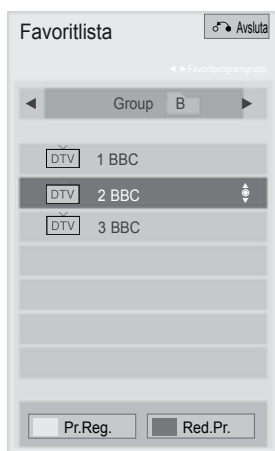 Favoritlista
Avsluta
◄ ►Favoritprogramgrupp
◄ Group B ►
DTV 1 BBC
DTV 2 BBC
DTV 3 BBC
Pr.Reg. Red.Pr.